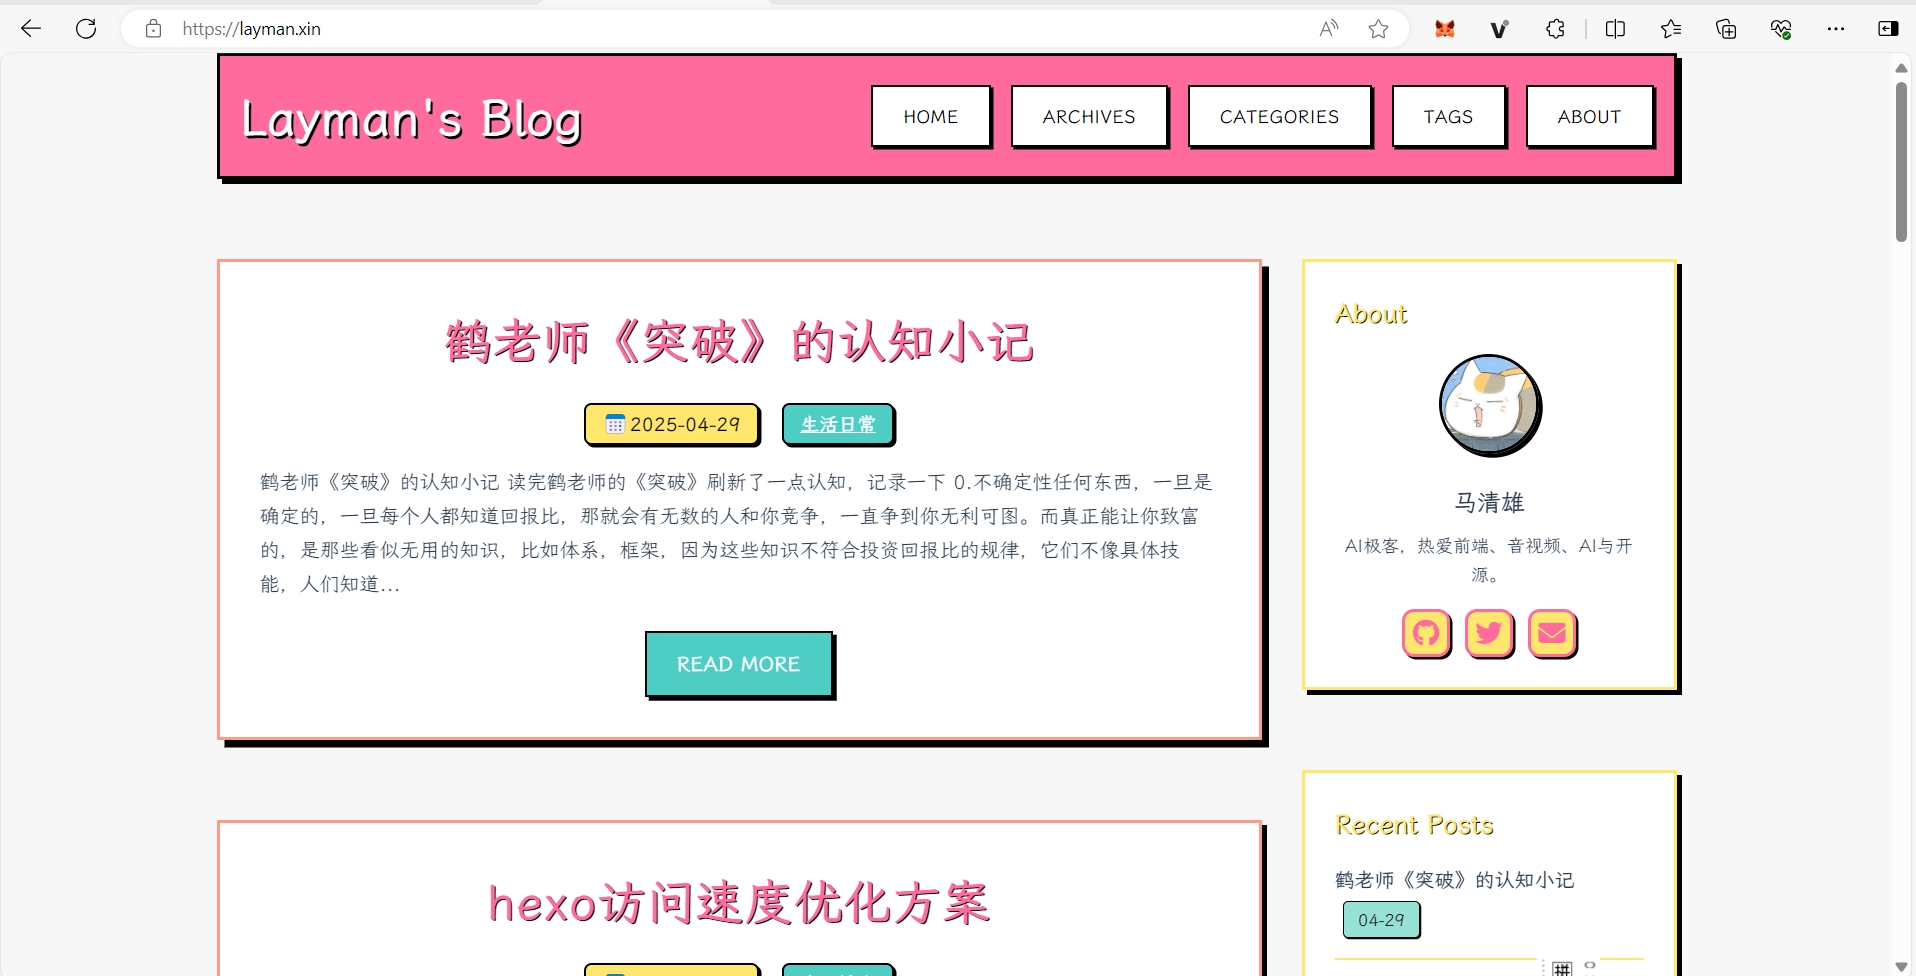 https://layman.xin
Layman's Blog
HOME
ARCHIVES
CATEGORIES
TAGS
ABOUT
鹤老师《突破》的认知小记
2025-04-29
生活日常
鹤老师《突破》的认知小记 读完鹤老师的《突破》刷新了一点认知，记录一下 0.不确定性任何东西，一旦是
确定的，一旦每个人都知道回报比，那就会有无数的人和你竞争，一直争到你无利可图。而真正能让你致富
的，是那些看似无用的知识，比如体系，框架，因为这些知识不符合投资回报比的规律，它们不像具体技
能，人们知道...
READ MORE
hexo访问速度优化方案
About
马清雄
AI极客，热爱前端、音视频、AI与开
源。
Recent Posts
鹤老师《突破》的认知小记
04-29
拼